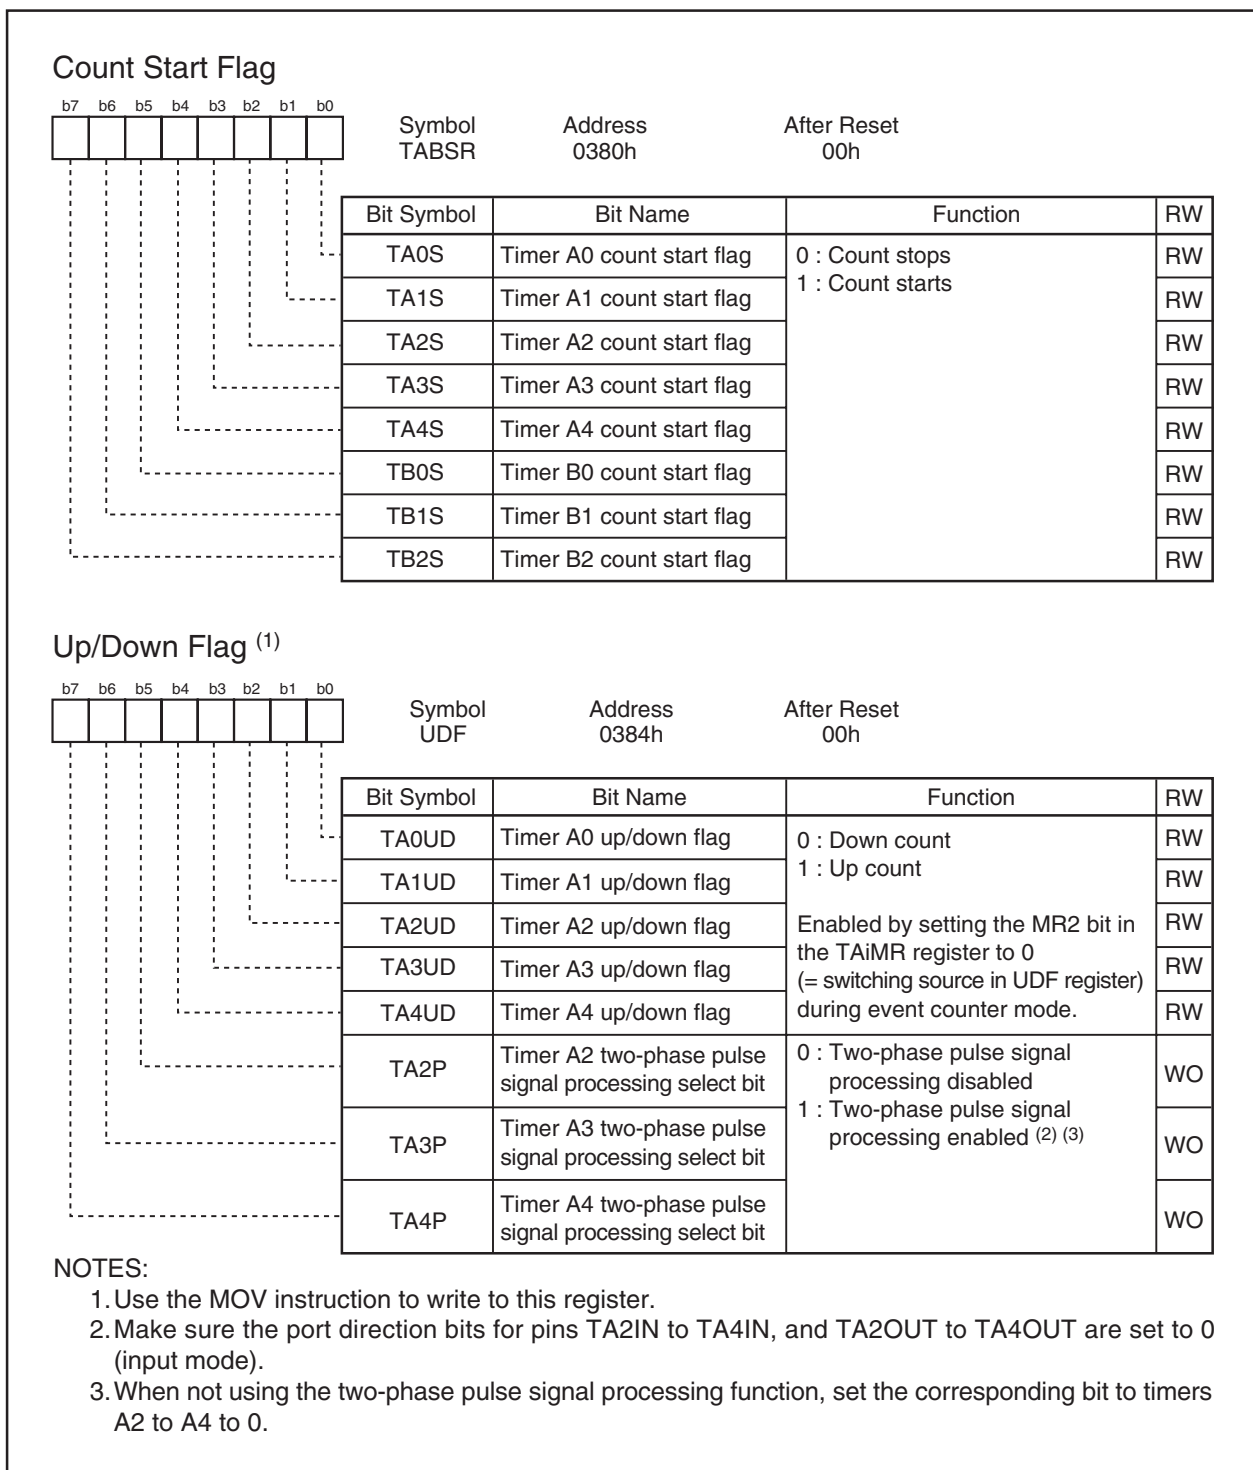 Count Start Flag
b7 b6 b5 b4 b3 b2 b1 b0
Symbol Address After Reset
TABSR 0380h 00h
Bit Symbol Bit Name Function RW
TA0S Timer A0 count start flag 0 : Count stops RW
1 : Count starts
TA1S Timer A1 count start flag RW
TA2S Timer A2 count start flag RW
TA3S Timer A3 count start flag RW
TA4S Timer A4 count start flag RW
TB0S Timer B0 count start flag RW
TB1S Timer B1 count start flag RW
TB2S Timer B2 count start flag RW
Up/Down Flag (1)
b7 b6 b5 b4 b3 b2 b1 b0
Symbol Address After Reset
UDF 0384h 00h
Bit Symbol Bit Name Function RW
TA0UD Timer A0 up/down flag 0 : Down count RW
1 : Up count
TA1UD Timer A1 up/down flag RW
TA2UD Timer A2 up/down flag Enabled by setting the MR2 bit in RW
the TAiMR register to 0
TA3UD Timer A3 up/down flag (= switching source in UDF register) RW
TA4UD Timer A4 up/down flag during event counter mode. RW
TA2P Timer A2 two-phase pulse 0 : Two-phase pulse signal WO
signal processing select bit processing disabled
1 : Two-phase pulse signal
TA3P Timer A3 two-phase pulse processing enabled (2) (3) WO
signal processing select bit
TA4P Timer A4 two-phase pulse WO
signal processing select bit
NOTES:
1. Use the MOV instruction to write to this register.
2. Make sure the port direction bits for pins TA2IN to TA4IN, and TA2OUT to TA4OUT are set to 0
(input mode).
3. When not using the two-phase pulse signal processing function, set the corresponding bit to timers
A2 to A4 to 0.